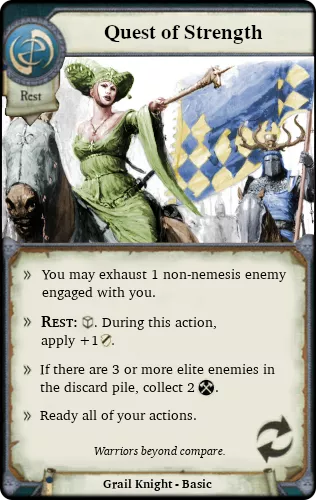 Quest of Strength
Rest
» You may exhaust 1 non-nemesis enemy
engaged with you.
» REST: . During this action,
apply +1.
» If there are 3 or more elite enemies in
the discard pile, collect 2.
» Ready all of your actions.
Warriors beyond compare.
Grail Knight - Basic